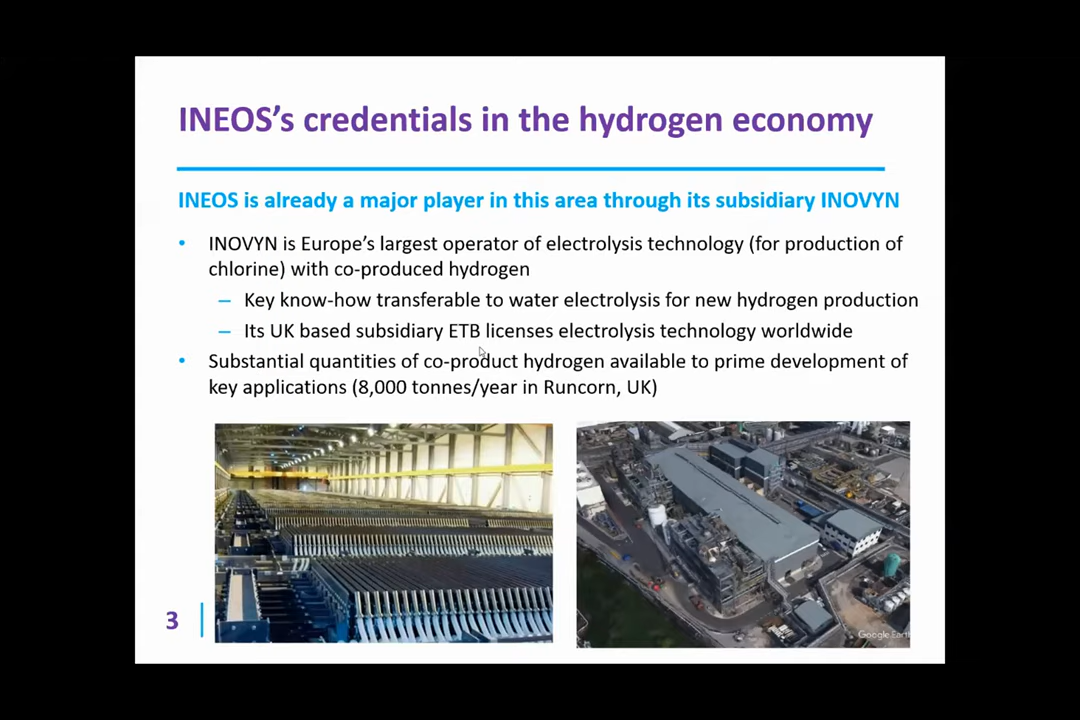 INEOS’s credentials in the hydrogen economy
INEOS is already a major player in this area through its subsidiary INOVYN
• INOVYN is Europe’s largest operator of electrolysis technology (for production of
chlorine) with co-produced hydrogen
– Key know-how transferable to water electrolysis for new hydrogen production
– Its UK based subsidiary ETB licenses electrolysis technology worldwide
• Substantial quantities of co-product hydrogen available to prime development of
key applications (8,000 tonnes/year in Runcorn, UK)
3
Google Earth